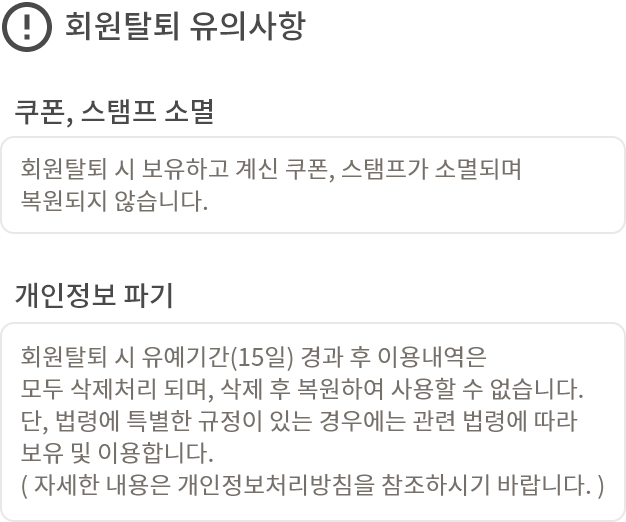 회원탈퇴 유의사항
쿠폰, 스탬프 소멸
회원탈퇴 시 보유하고 계신 쿠폰, 스탬프가 소멸되며
복원되지 않습니다.
개인정보 파기
회원탈퇴 시 유예기간(15일) 경과 후 이용내역은
모두 삭제처리 되며, 삭제 후 복원하여 사용할 수 없습니다.
단, 법령에 특별한 규정이 있는 경우에는 관련 법령에 따라
보유 및 이용합니다.
( 자세한 내용은 개인정보처리방침을 참조하시기 바랍니다. )